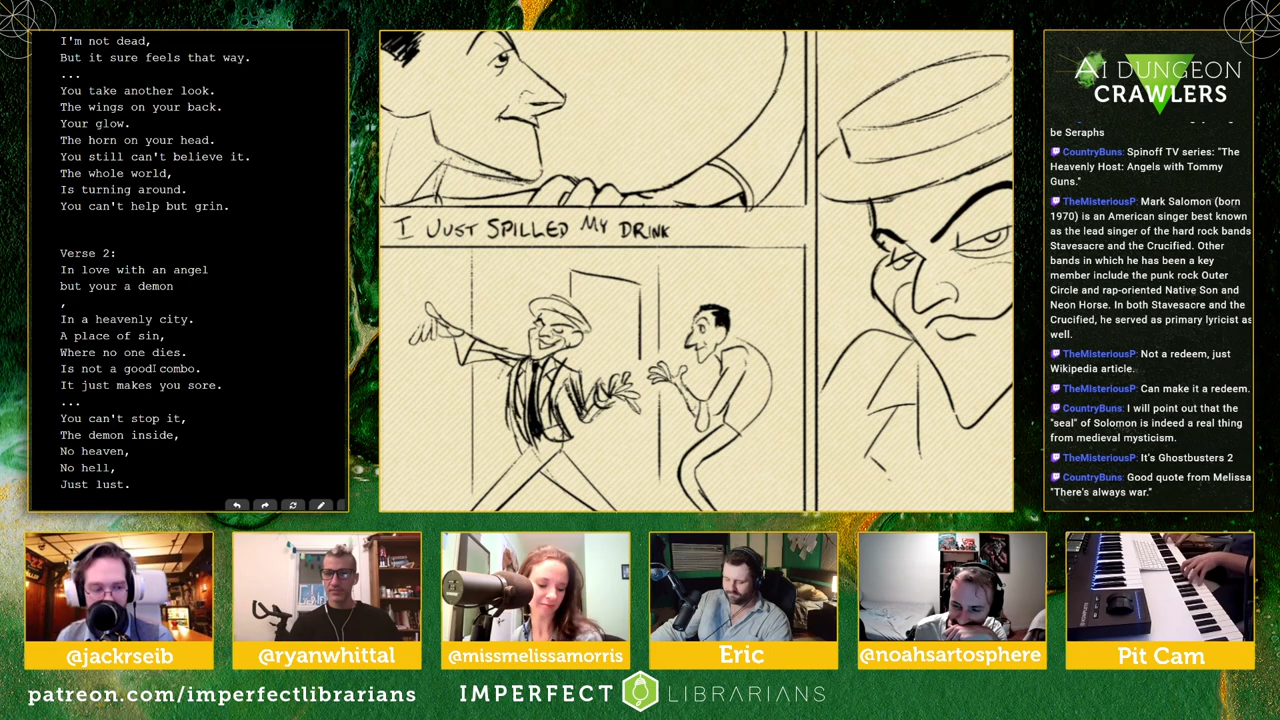 I'm not dead,
But it sure feels that way.
...
You take another look.
The wings on your back.
Your glow.
The horn on your head.
You still can't believe it.
The whole world,
Is turning around.
You can't help but grin.
Verse 2:
In love with an angel
but your a demon
,
In a heavenly city.
A place of sin,
Where no one dies.
Is not a good combo.
It just makes you sore.
...
You can't stop it,
The demon inside,
No heaven,
No hell,
Just lust.
I JUST SPILLED MY DRINK
AI DUNGEON
CRAWLERS
be Seraphs
CountryBuns: Spinoff TV series: "The
Heavenly Host: Angels with Tommy
Guns."
TheMisteriousP: Mark Salomon (born
1970) is an American singer best known
as the lead singer of the hard rock bands
Stavesacre and the Crucified. Other
bands in which he has been a key
member include the punk rock Outer
Circle and rap-oriented Native Son and
Neon Horse. In both Stavesacre and the
Crucified, he served as primary lyricist as
well.
TheMisteriousP: Not a redeem, just
Wikipedia article.
TheMisteriousP: Can make it a redeem.
CountryBuns: I will point out that the
"seal" of Solomon is indeed a real thing
from medieval mysticism.
TheMisteriousP: It's Ghostbusters 2
CountryBuns: Good quote from Melissa
"There's always war."
@jackrseib
@ryanwhittal
@missmelissamorris
Eric
@noahsartosphere
Pit Cam
patreon.com/imperfectlibrarians
IMPERFECT LIBRARIANS